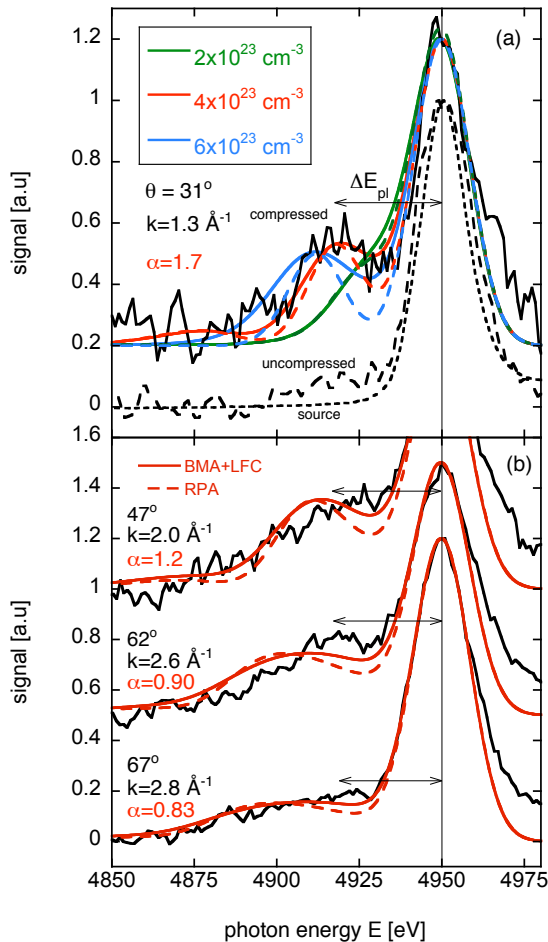 (a)
2x10²³ cm⁻³
4x10²³ cm⁻³
6x10²³ cm⁻³
θ = 31°
k=1.3 Å⁻¹
α=1.7
compressed
ΔE_pl
uncompressed
source
signal [a.u]
1.2
1
0.8
0.6
0.4
0.2
0
(b)
BMA+LFC
RPA
47°
k=2.0 Å⁻¹
α=1.2
62°
k=2.6 Å⁻¹
α=0.90
67°
k=2.8 Å⁻¹
α=0.83
signal [a.u]
1.6
1.4
1.2
1
0.8
0.6
0.4
0.2
0
4850 4875 4900 4925 4950 4975
photon energy E [eV]